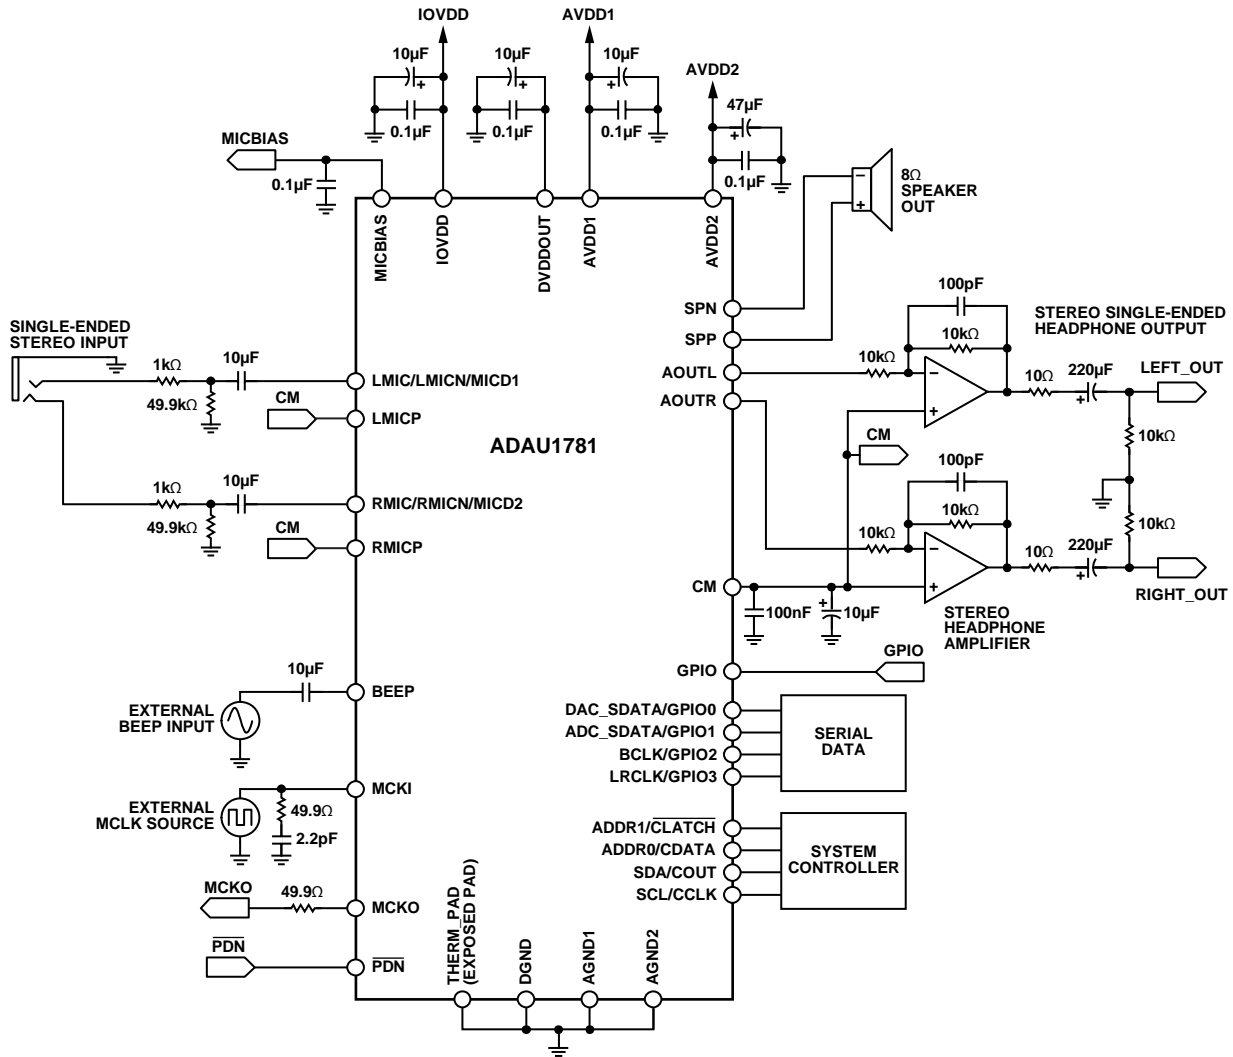 IOVDD
AVDD1
10µF
10µF
10µF
AVDD2
47µF
0.1µF
0.1µF
0.1µF
MICBIAS
0.1µF
0.1µF
8Ω
SPEAKER
OUT
MICBIAS
IOVDD
DVDDOUT
AVDD1
AVDD2
SINGLE-ENDED
STEREO INPUT
1kΩ
10µF
49.9kΩ
CM
LMIC/LMICN/MICD1
LMICP
1kΩ
10µF
49.9kΩ
CM
RMIC/RMICN/MICD2
RMICP
ADAU1781
SPN
SPP
AOUTL
AOUTR
100pF
10kΩ
10kΩ
STEREO SINGLE-ENDED
HEADPHONE OUTPUT
10Ω
220µF
LEFT_OUT
10kΩ
CM
100pF
10kΩ
10kΩ
10kΩ
10Ω
220µF
RIGHT_OUT
CM
100nF
10µF
STEREO
HEADPHONE
AMPLIFIER
GPIO
GPIO
10µF
BEEP
EXTERNAL
BEEP INPUT
DAC_SDATA/GPIO0
ADC_SDATA/GPIO1
BCLK/GPIO2
LRCLK/GPIO3
SERIAL
DATA
MCKI
EXTERNAL
MCLK SOURCE
49.9Ω
2.2pF
ADDR1/CLATCH
ADDR0/CDATA
SDA/COUT
SCL/CCLK
SYSTEM
CONTROLLER
MCKO
49.9Ω
MCKO
PDN
PDN
THERM_PAD
(EXPOSED PAD)
DGND
AGND1
AGND2